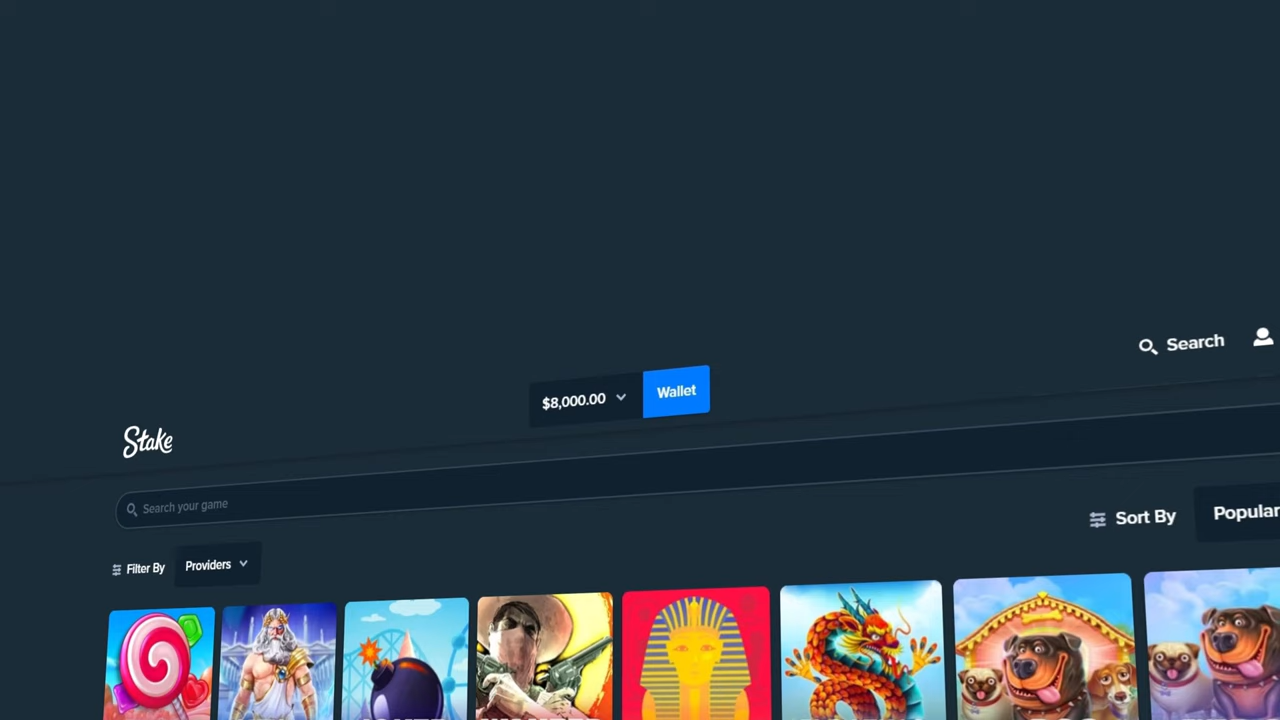 Search
$8,000.00
Wallet
Stake
Search your game
Sort By
Popular
Filter By
Providers